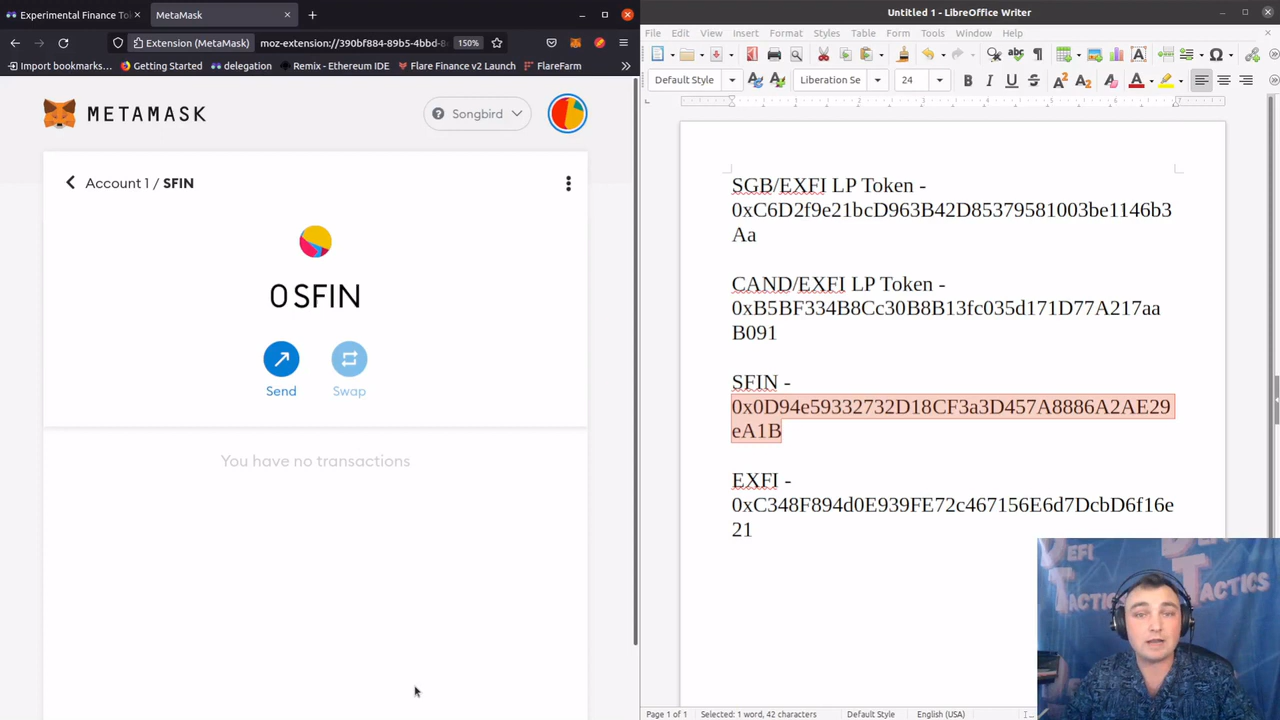 Experimental Finance To
MetaMask
Untitled 1 - LibreOffice Writer
Extension (MetaMask)
moz-extension://390bf884-89b5-4bbd-8
150%
Import bookmarks...
Getting Started
delegation
Remix - Ethereum IDE
Flare Finance v2 Launch
FlareFarm
File Edit View Insert Format Styles Table Form Tools Window Help
Default Style
Liberation Se
24
METAMASK
Songbird
Account 1 / SFIN
0 SFIN
Send
Swap
You have no transactions
SGB/EXFI LP Token -
0xC6D2f9e21bcD963B42D85379581003be1146b3
Aa
CAND/EXFI LP Token -
0xB5BF334B8Cc30B8B13fc035d171D77A217aa
B091
SFIN -
0x0D94e59332732D18CF3a3D457A8886A2AE29
eA1B
EXFI -
0xC348F894d0E939FE72c467156E6d7DcbD6f16e
21
DEFI
TACTICS
TACTICS
Page 1 of 1
Selected: 1 word, 42 characters
Default Style
English (USA)